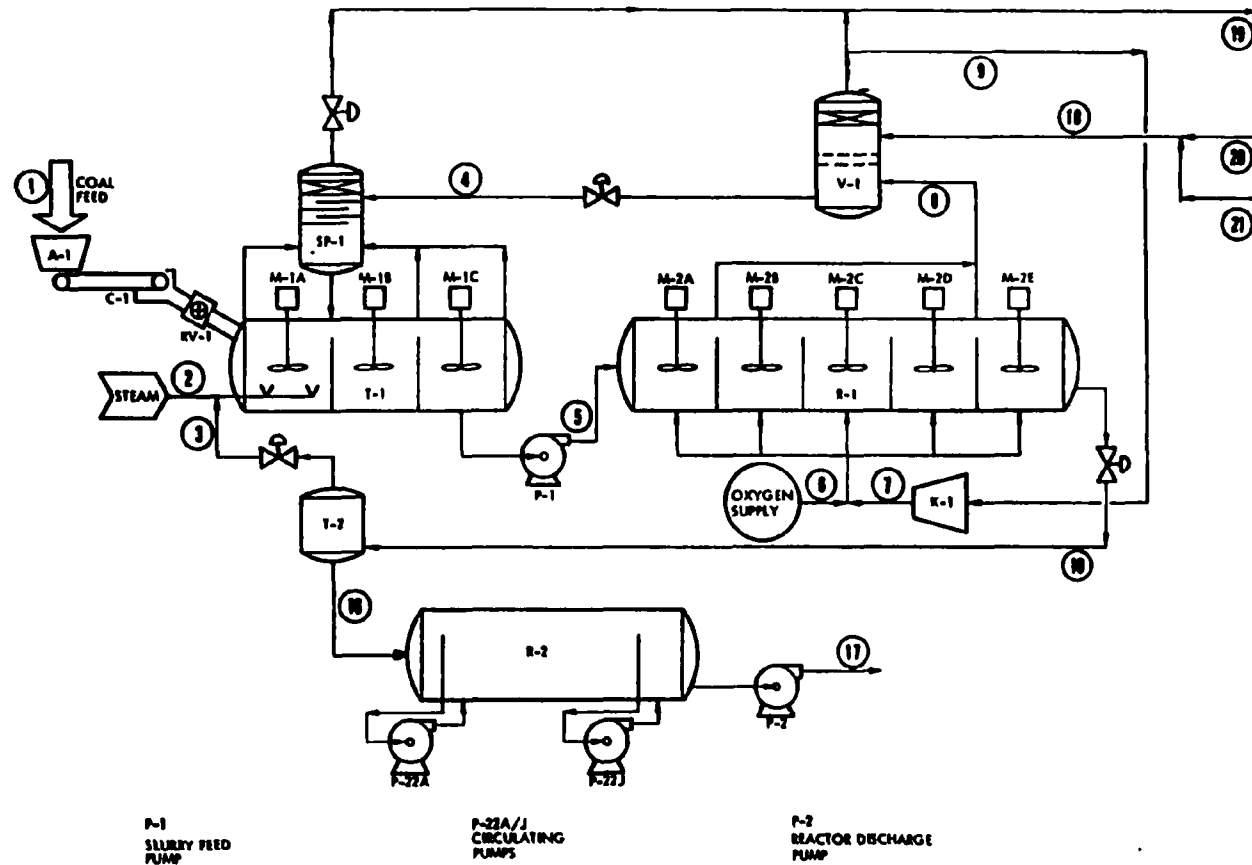 19
9
18
20
1
COAL
FEED
4
V-1
8
21
A-1
SP-1
M-1A
M-1B
M-1C
M-2A
M-2B
M-2C
M-2D
M-2E
C-1
KV-1
2
STEAM
T-1
R-1
3
5
P-1
OXYGEN
SUPPLY
6
7
K-1
T-2
10
16
R-2
17
P-2
P-22A
P-22J
P-1
SLURRY FEED
PUMP
P-22A/J
CIRCULATING
PUMPS
P-2
REACTOR DISCHARGE
PUMP